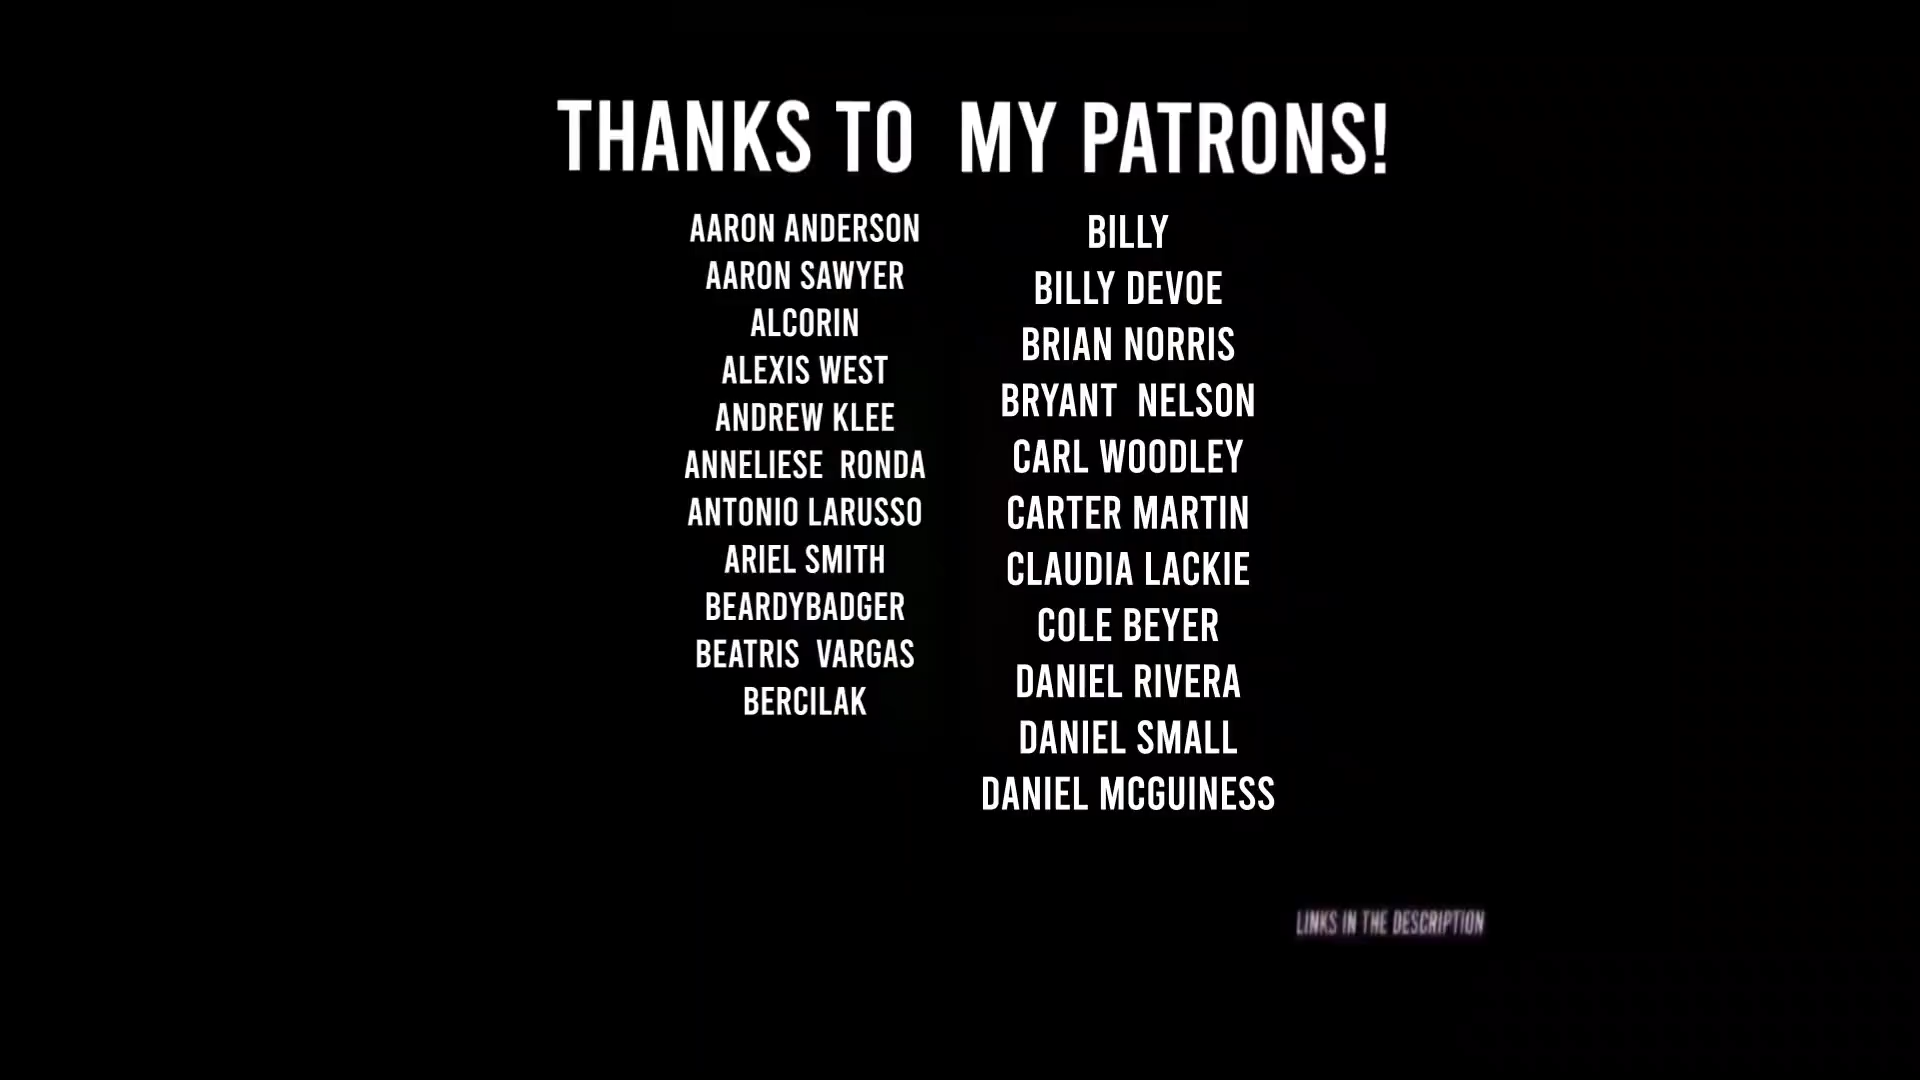 THANKS TO MY PATRONS!
AARON ANDERSON
AARON SAWYER
ALCORIN
ALEXIS WEST
ANDREW KLEE
ANNELIESE RONDA
ANTONIO LARUSSO
ARIEL SMITH
BEARDYBADGER
BEATRIS VARGAS
BERCILAK
BILLY
BILLY DEVOE
BRIAN NORRIS
BRYANT NELSON
CARL WOODLEY
CARTER MARTIN
CLAUDIA LACKIE
COLE BEYER
DANIEL RIVERA
DANIEL SMALL
DANIEL MCGUINESS
LINKS IN THE DESCRIPTION